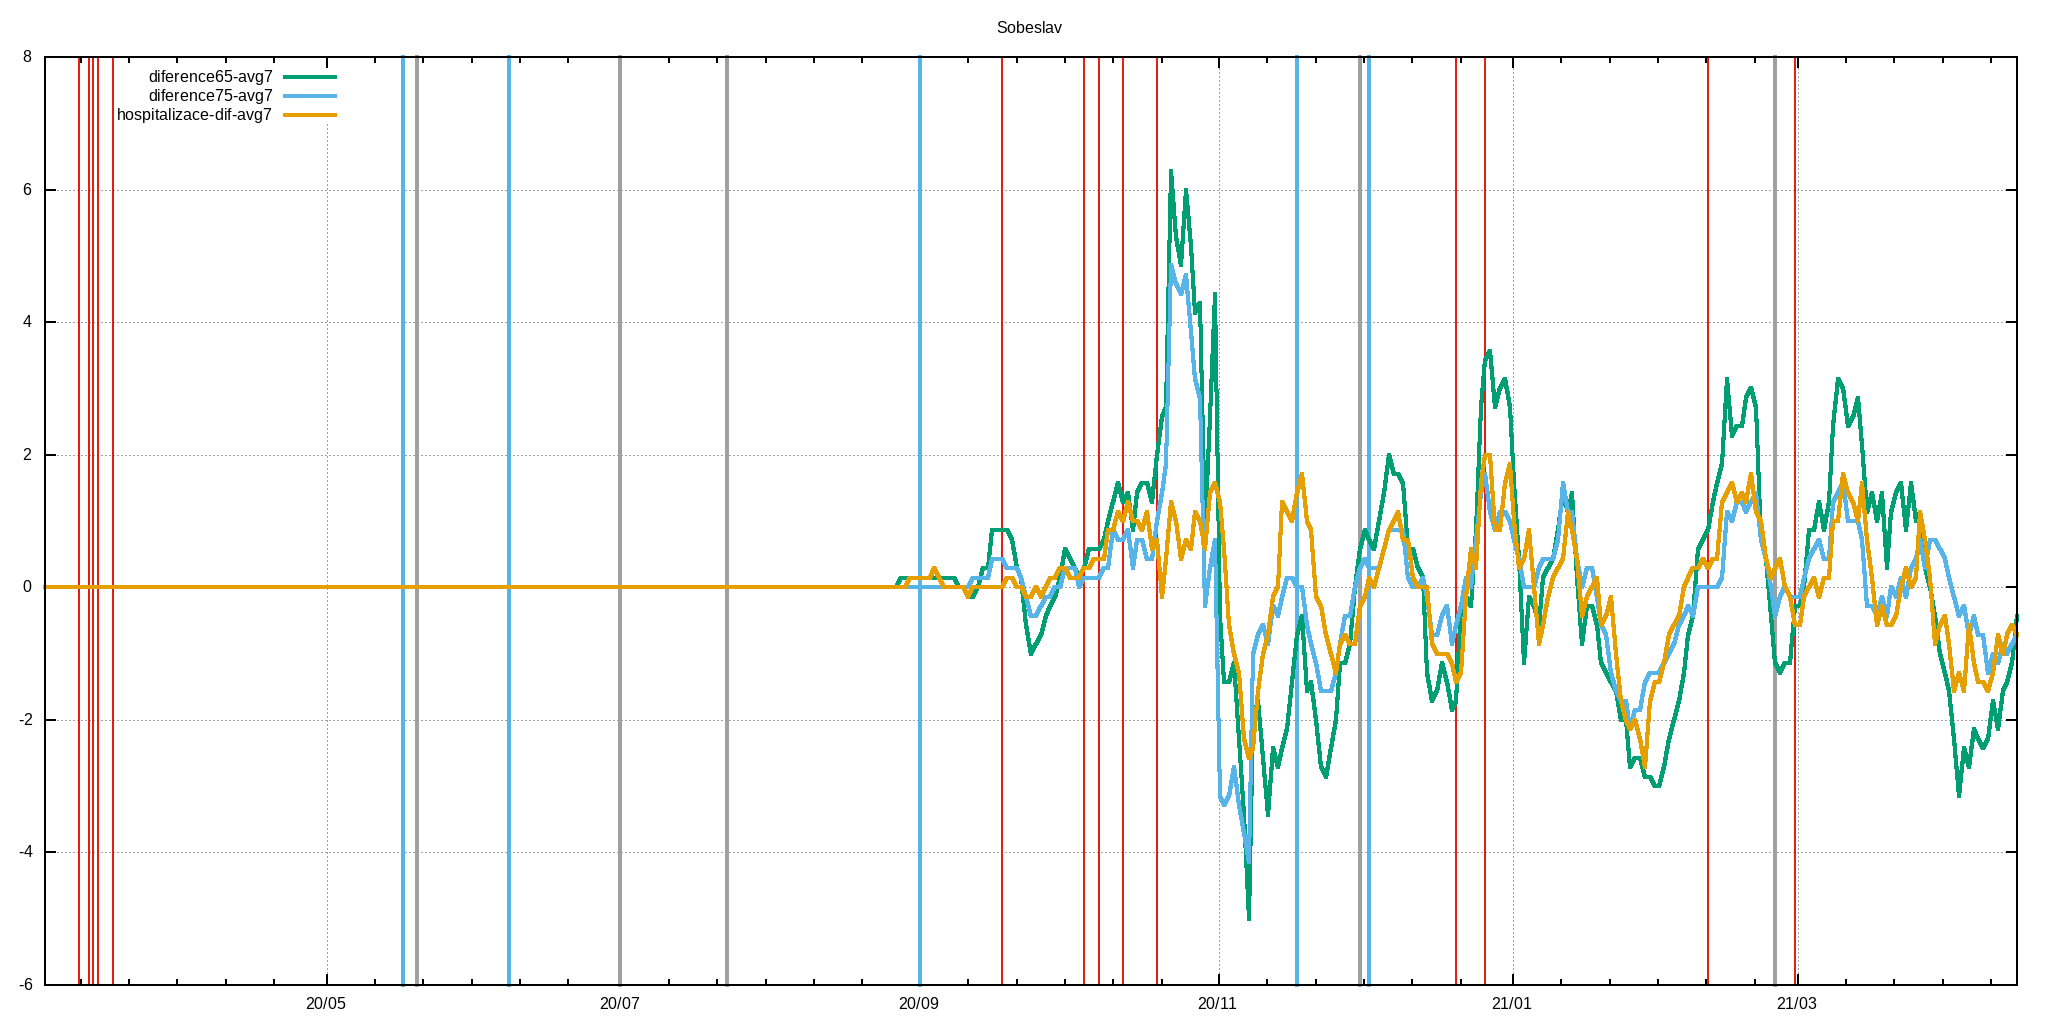 Sobeslav
8
diference65-avg7
diference75-avg7
hospitalizace-dif-avg7
6
4
2
0
-2
-4
-6
20/05 20/07 20/09 20/11 21/01 21/03